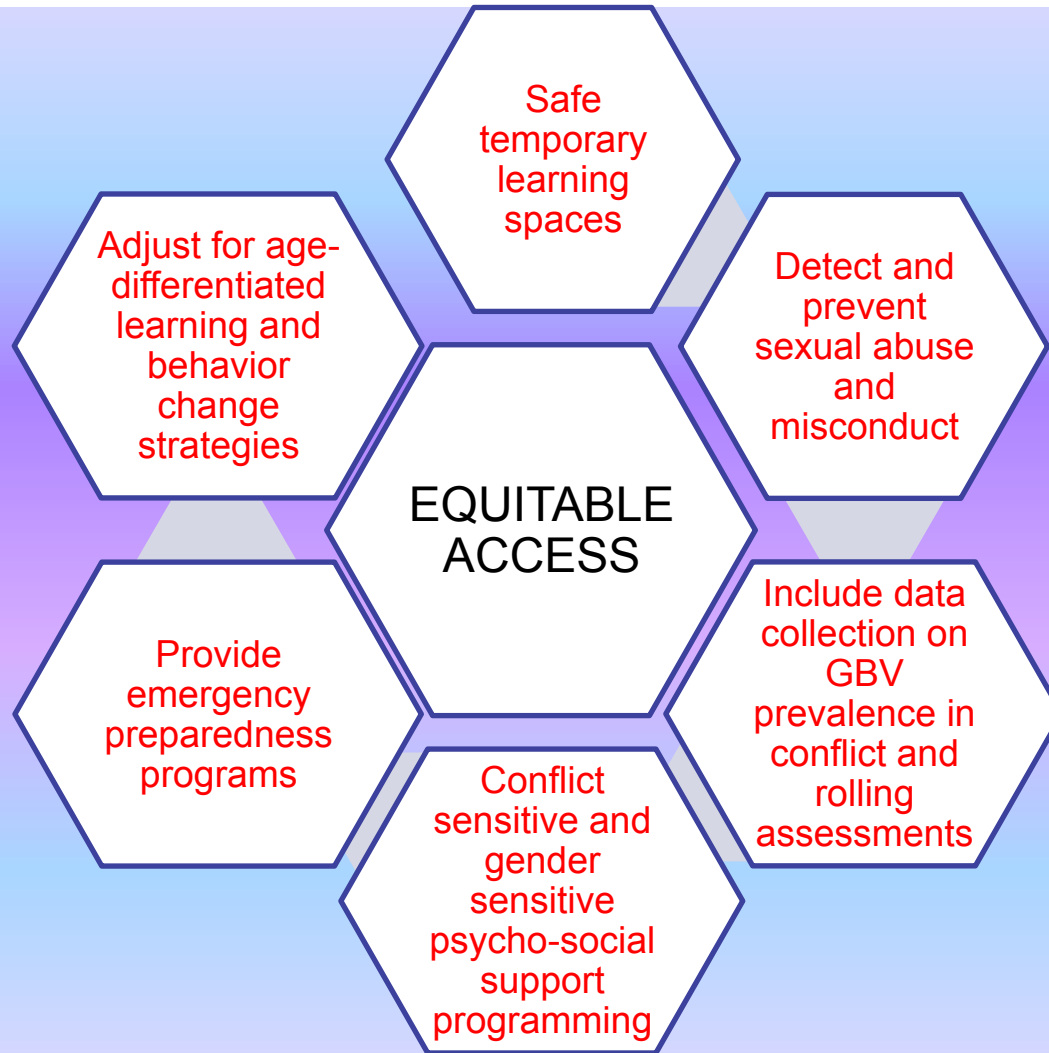 Safe
temporary
learning
spaces
Detect and
prevent
sexual abuse
and
misconduct
Include data
collection on
GBV
prevalence in
conflict and
rolling
assessments
Conflict
sensitive and
gender
sensitive
psycho-social
support
programming
Provide
emergency
preparedness
programs
Adjust for age-
differentiated
learning and
behavior
change
strategies
EQUITABLE
ACCESS